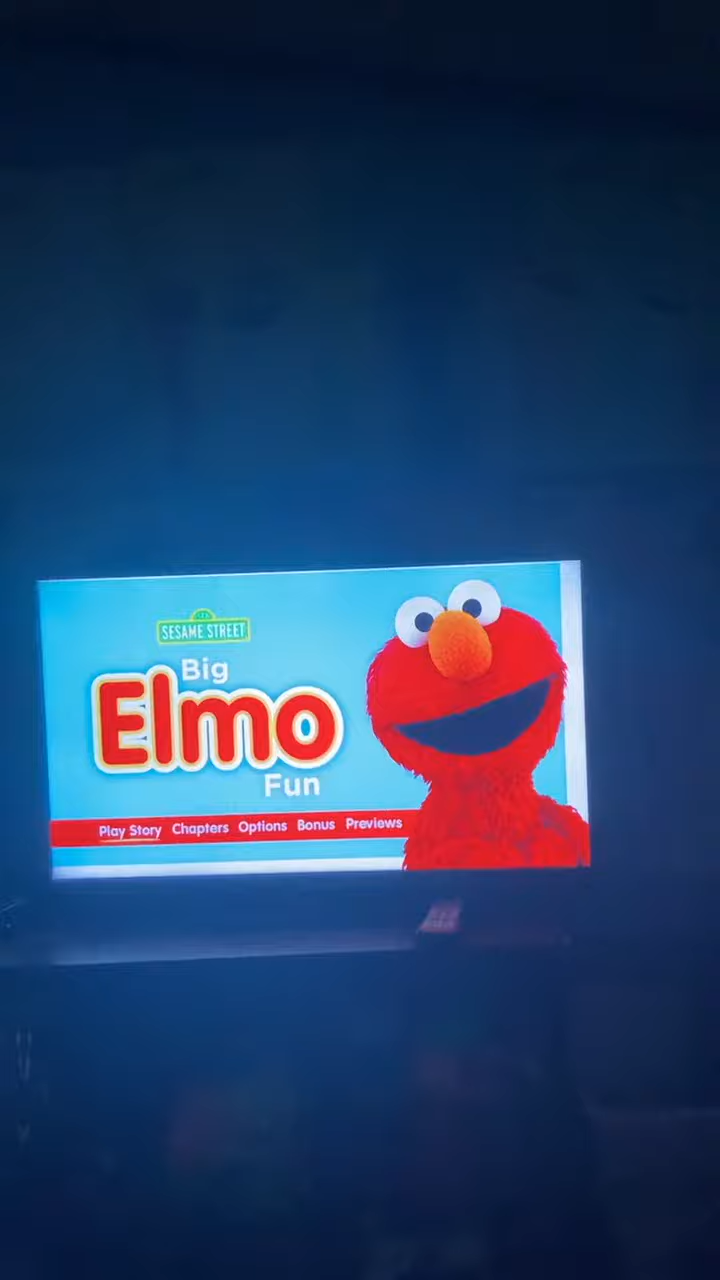 SESAME STREET
Big
Elmo
Fun
Play Story Chapters Options Bonus Previews